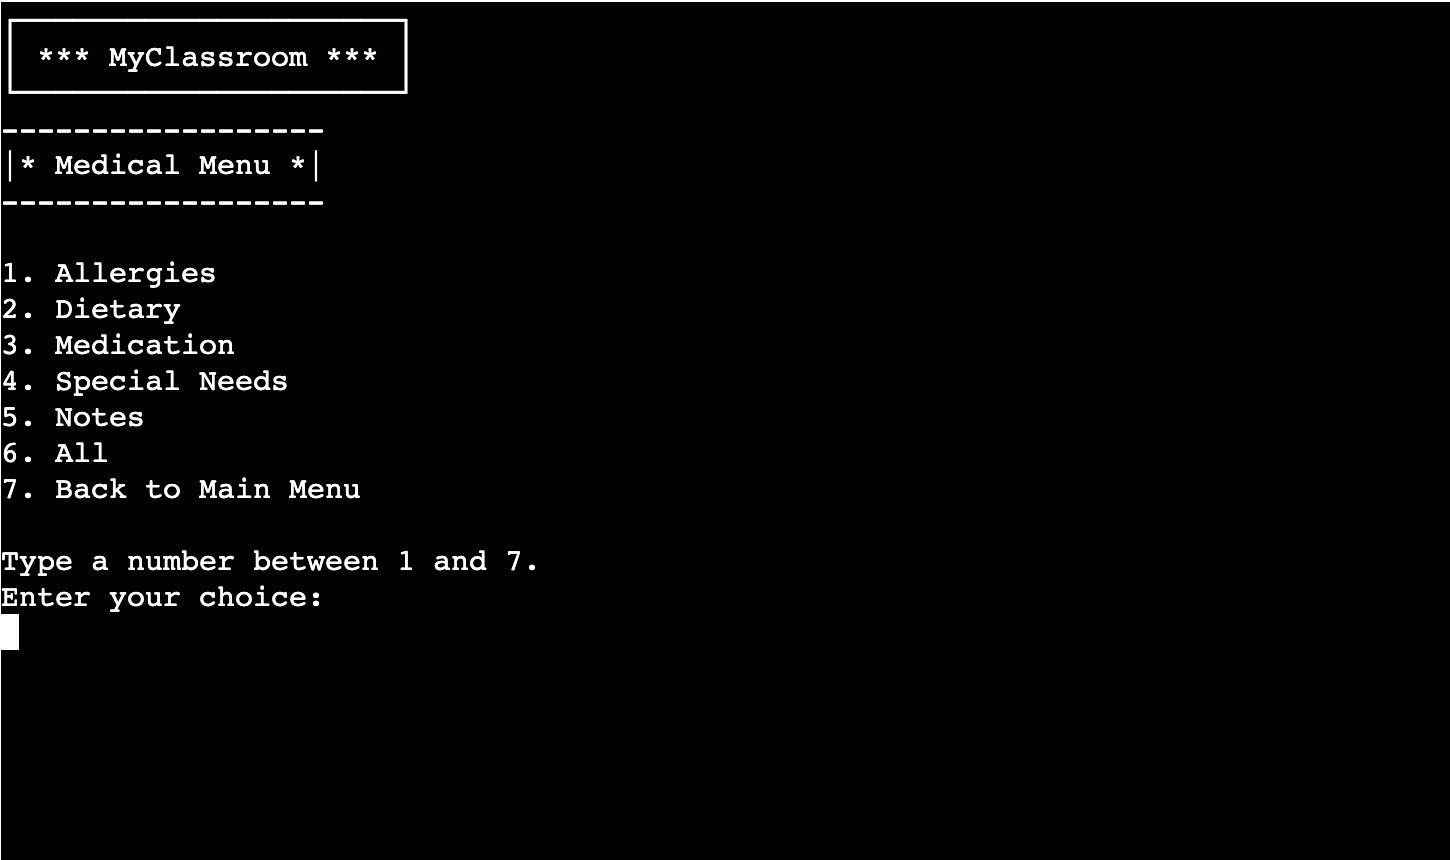 *** MyClassroom ***
------------------
|* Medical Menu *|
------------------
1. Allergies
2. Dietary
3. Medication
4. Special Needs
5. Notes
6. All
7. Back to Main Menu
Type a number between 1 and 7.
Enter your choice: